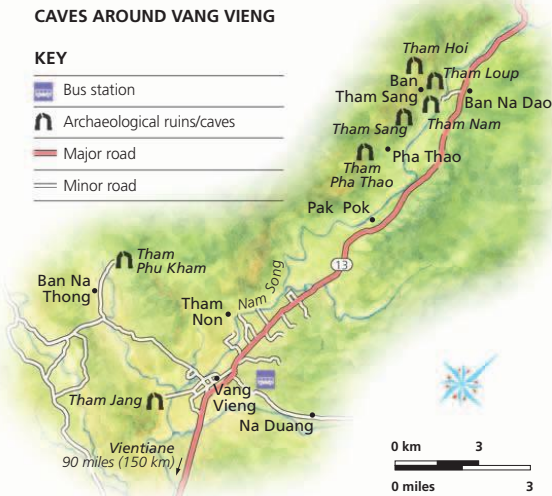 CAVES AROUND VANG VIENG
KEY
Bus station
Archaeological ruins/caves
Major road
Minor road
Tham Hoi
Tham Loup
Ban
Tham Sang
Ban Na Dao
Tham Sang
Tham Nam
Tham
Pha Thao
Pha Thao
Pak Pok
13
Tham
Phu Kham
Ban Na
Thong
Tham
Non
Nam Song
Tham Jang
Vang
Vieng
Na Duang
Vientiane
90 miles (150 km)
0 km 3
0 miles 3